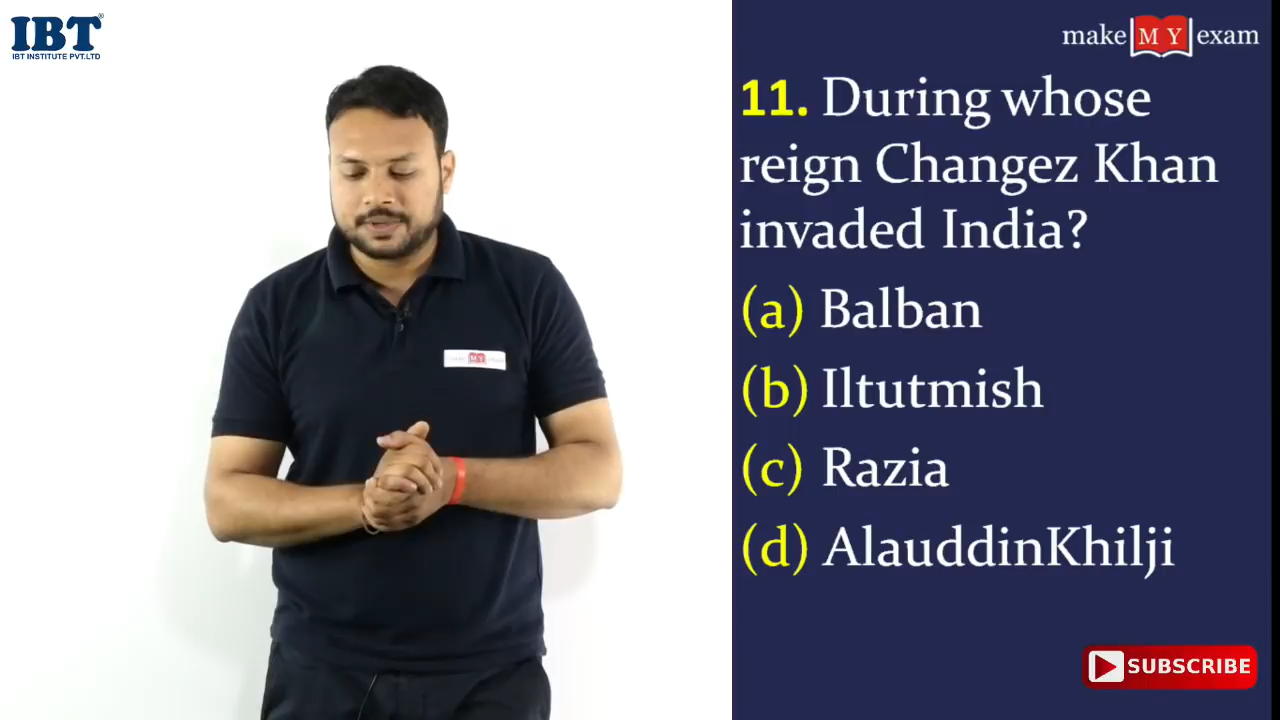 IBT
IBT INSTITUTE PVT.LTD
make MY exam
11. During whose
reign Changez Khan
invaded India?
(a) Balban
(b) Iltutmish
(c) Razia
(d) AlauddinKhilji
SUBSCRIBE